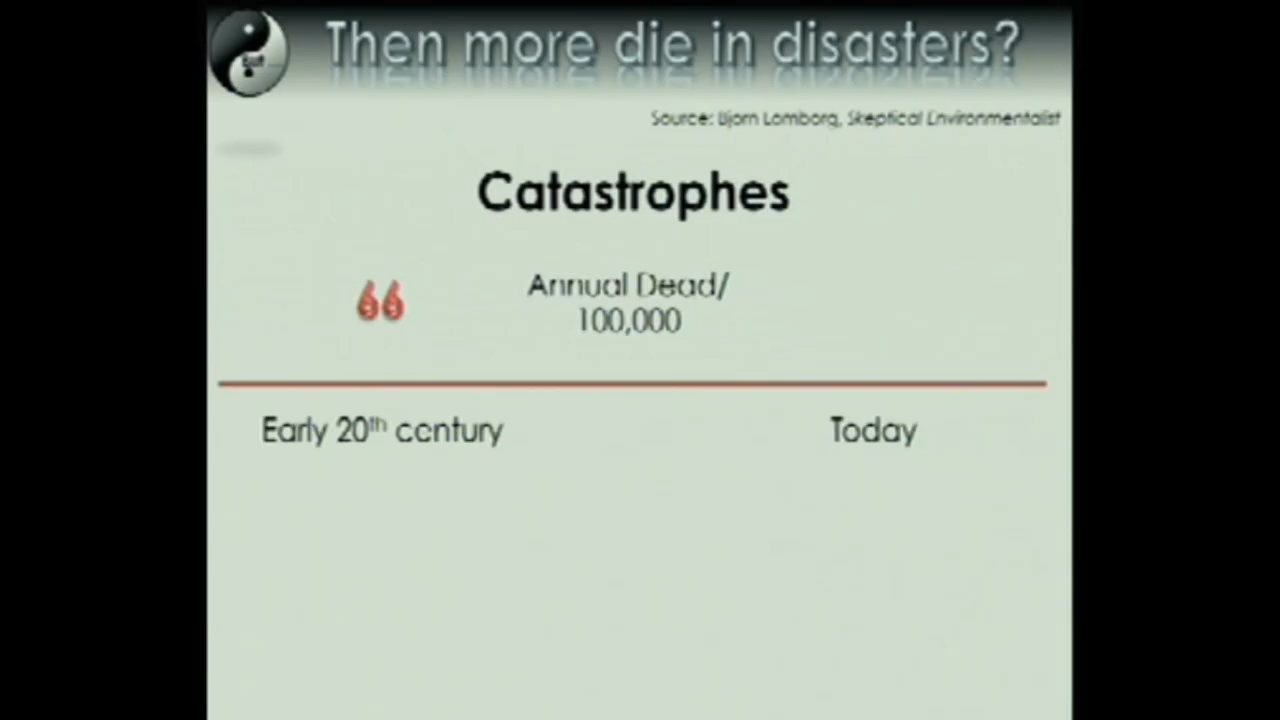 Then more die in disasters?
Source: Bjorn Lomborg, Skeptical Environmentalist
Catastrophes
Annual Dead/
100,000
66
Early 20th century
Today